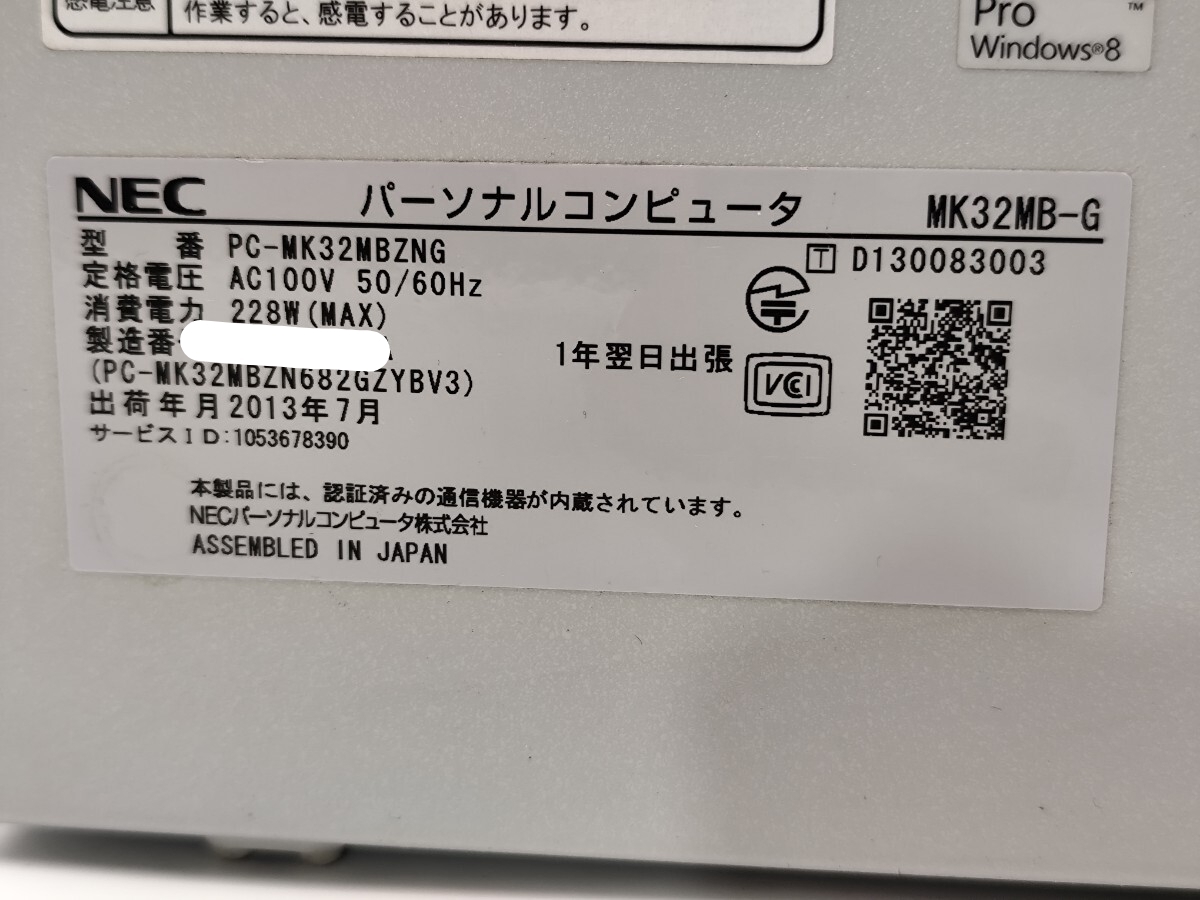 感電注意
作業すると、感電することがあります。
Pro
™
Windows®8
NEC パーソナルコンピュータ MK32MB-G
型 番 PC-MK32MBZNG
T D130083003
定格電圧 AC100V 50/60Hz
消費電力 228W(MAX)
製造番
1年翌日出張
VCCI
(PC-MK32MBZN682GZYBV3)
出荷年月 2013年7月
サービスID:1053678390
本製品には、認証済みの通信機器が内蔵されています。
NECパーソナルコンピュータ株式会社
ASSEMBLED IN JAPAN